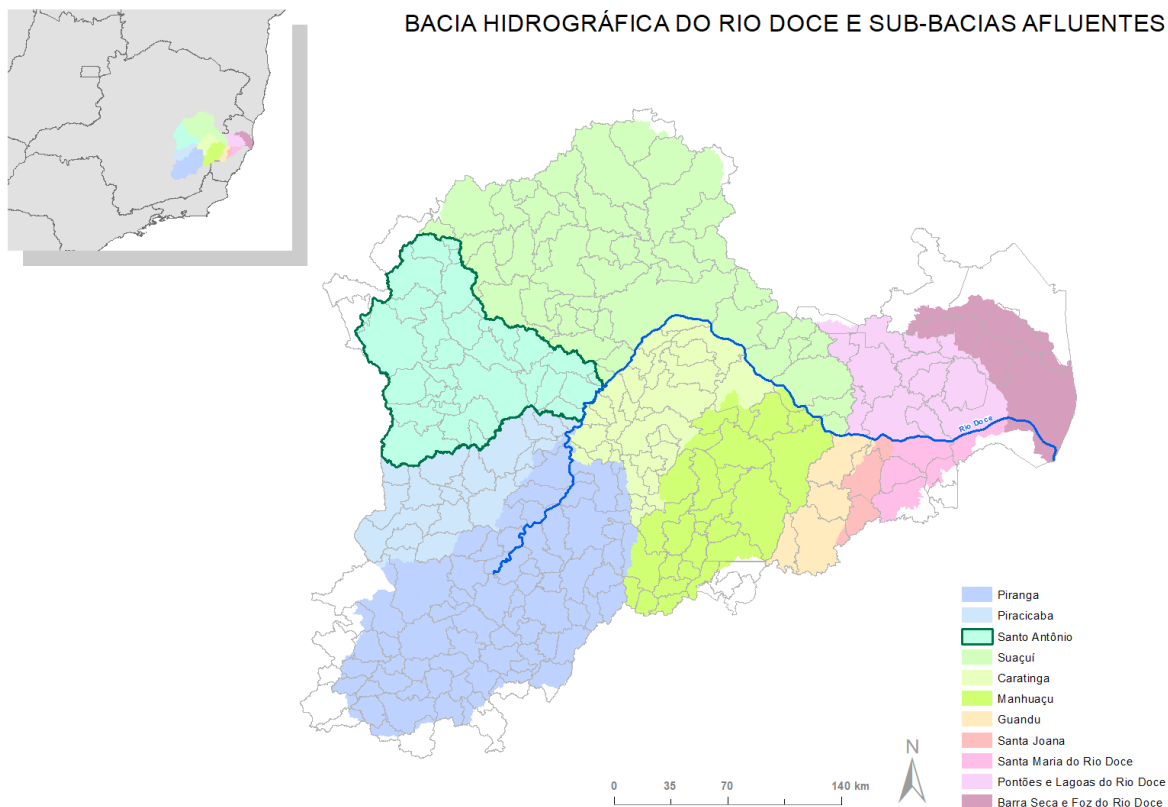 BACIA HIDROGRÁFICA DO RIO DOCE E SUB-BACIAS AFLUENTES
Rio Doce
Piranga
Piracicaba
Santo Antônio
Suaçuí
Caratinga
Manhuaçu
Guandu
Santa Joana
Santa Maria do Rio Doce
Pontões e Lagoas do Rio Doce
Barra Seca e Foz do Rio Doce
N
0 35 70 140 km